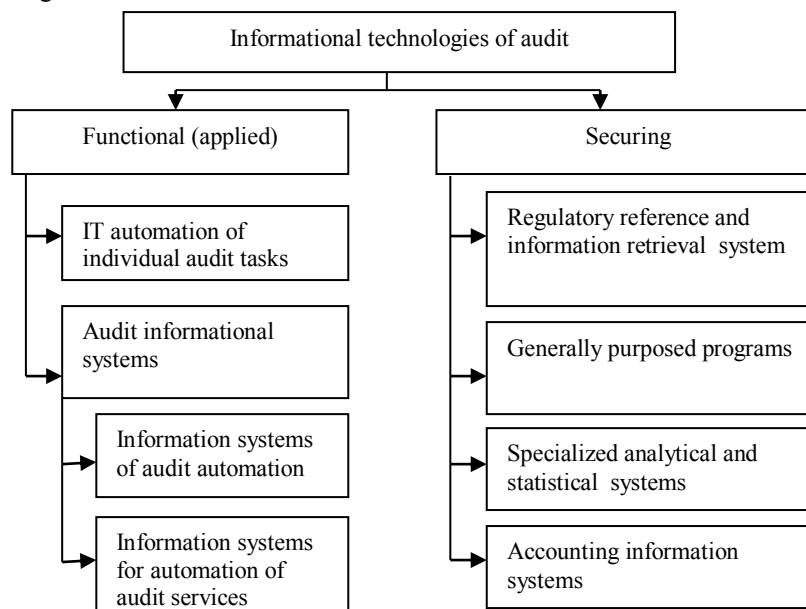 Informational technologies of audit
Functional (applied)
IT automation of
individual audit tasks
Audit informational
systems
Information systems
of audit automation
Information systems
for automation of
audit services
Securing
Regulatory reference and
information retrieval system
Generally purposed programs
Specialized analytical and
statistical systems
Accounting information
systems